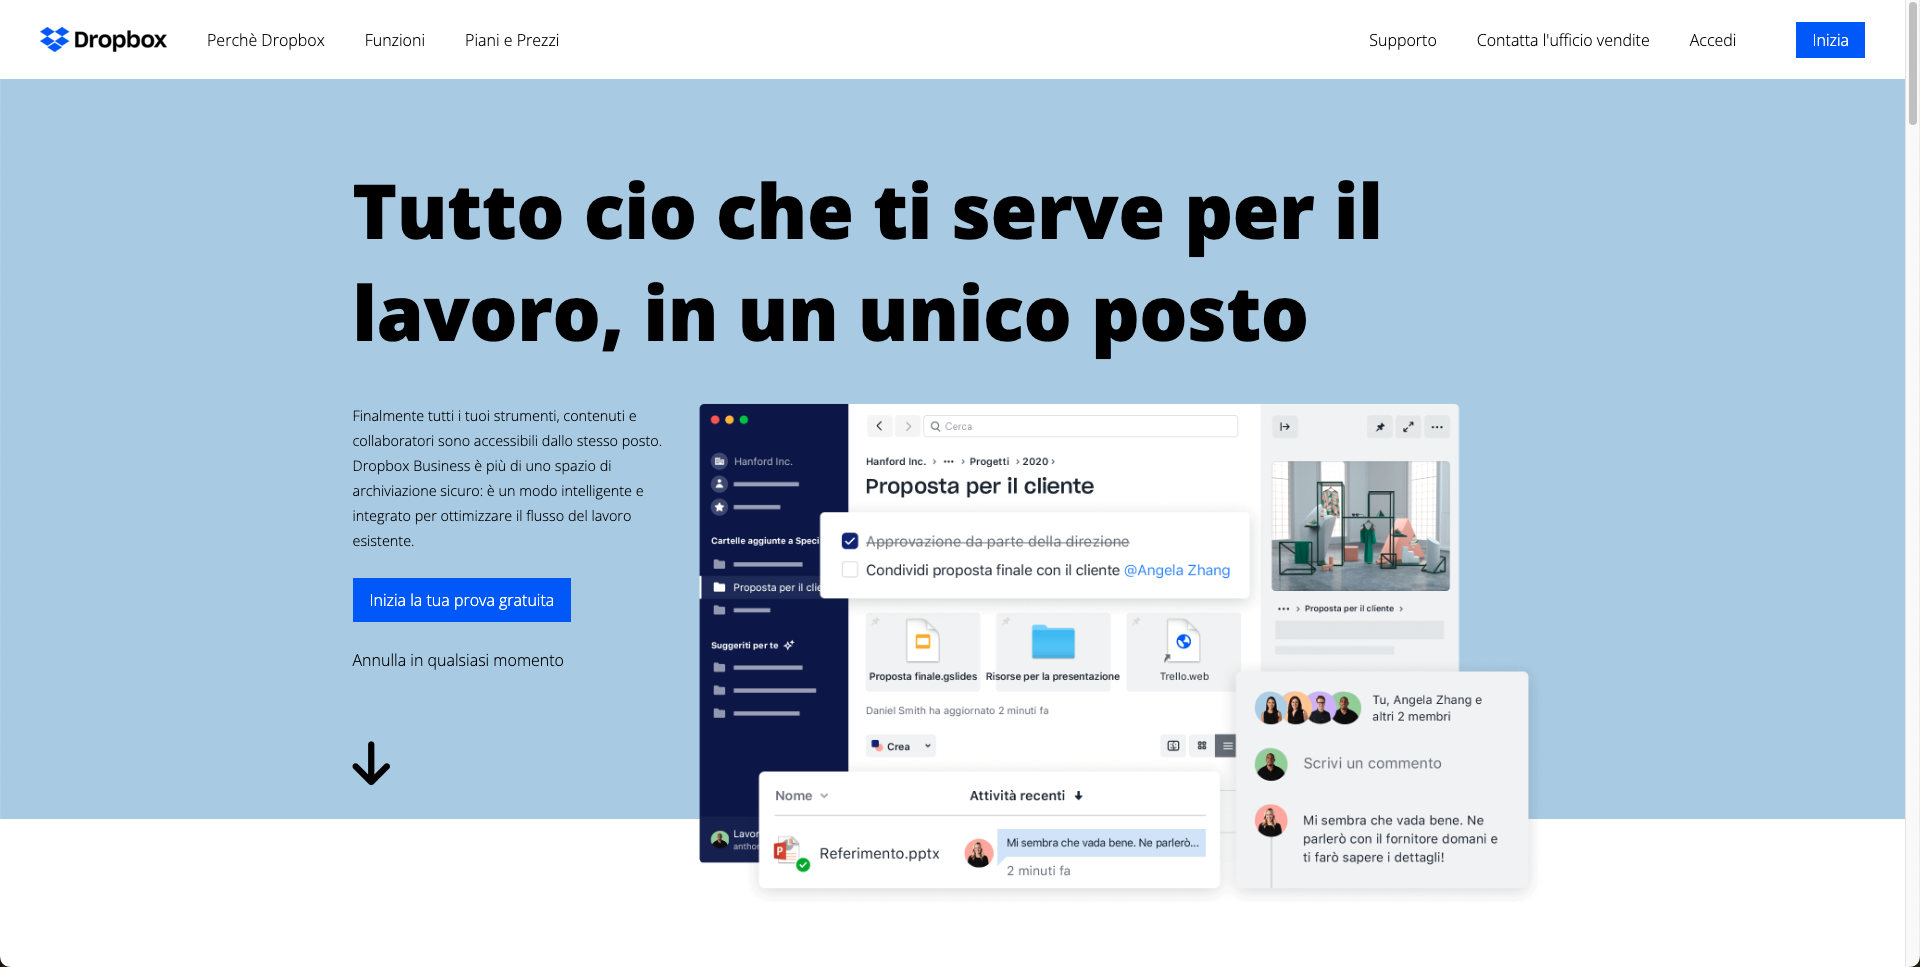 Dropbox
Perchè Dropbox
Funzioni
Piani e Prezzi
Supporto
Contatta l'ufficio vendite
Accedi
Inizia
Tutto cio che ti serve per il
lavoro, in un unico posto
Finalmente tutti i tuoi strumenti, contenuti e
collaboratori sono accessibili dallo stesso posto.
Dropbox Business è più di uno spazio di
archiviazione sicuro: è un modo intelligente e
integrato per ottimizzare il flusso del lavoro
esistente.
Inizia la tua prova gratuita
Annulla in qualsiasi momento
Hanford Inc.
Cartelle aggiunte a Speci
Proposta per il clie
Suggeriti per te
Lavor
anthor
Cerca
Hanford Inc. › ••• › Progetti › 2020 ›
Proposta per il cliente
Approvazione da parte della direzione
Condividi proposta finale con il cliente @Angela Zhang
Proposta finale.gslides
Risorse per la presentazione
Trello.web
Daniel Smith ha aggiornato 2 minuti fa
Crea
Nome
Attività recenti
P
Referimento.pptx
Mi sembra che vada bene. Ne parlerò...
2 minuti fa
••• › Proposta per il cliente ›
Tu, Angela Zhang e
altri 2 membri
Scrivi un commento
Mi sembra che vada bene. Ne
parlerò con il fornitore domani e
ti farò sapere i dettagli!